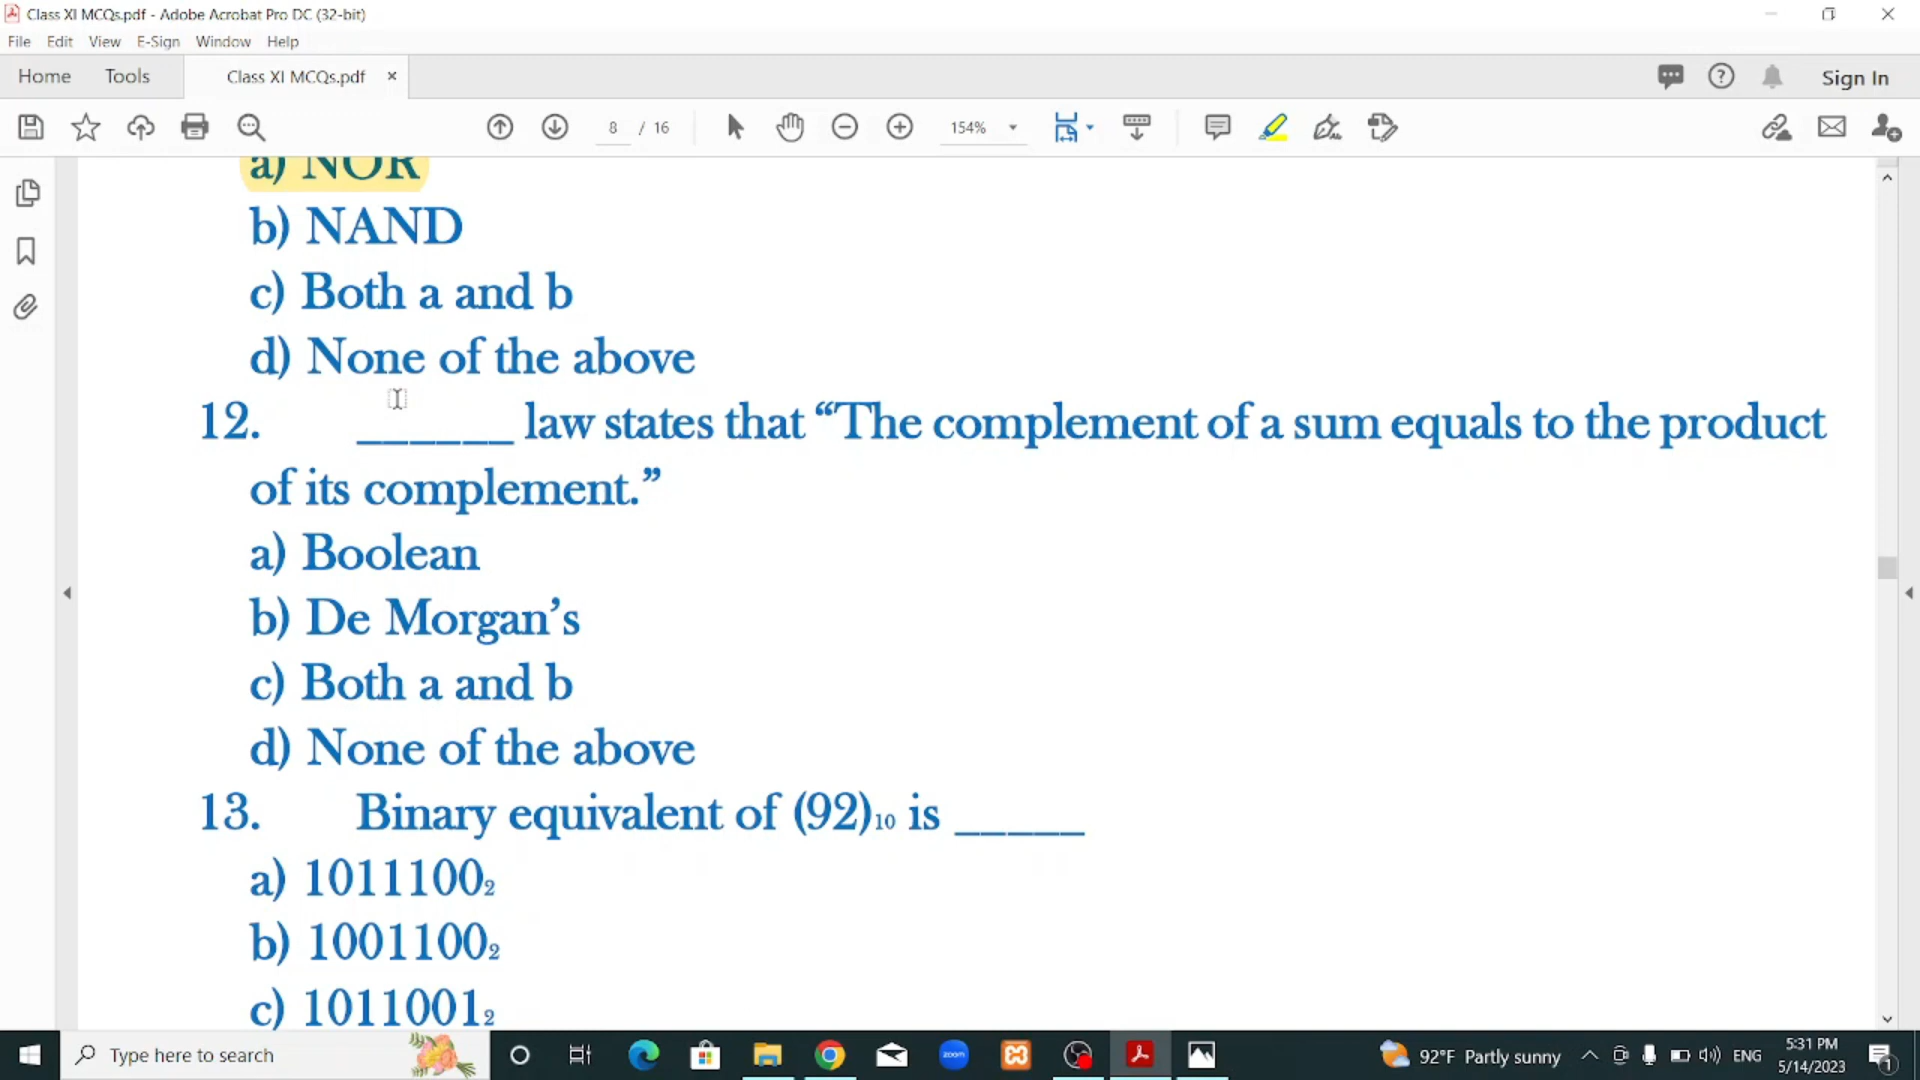 Class XI MCQs.pdf - Adobe Acrobat Pro DC (32-bit)
File Edit View E-Sign Window Help
Home Tools Class XI MCQs.pdf × Sign In
8 / 16 154%
a) NOR
b) NAND
c) Both a and b
d) None of the above
12. ______ law states that “The complement of a sum equals to the product
of its complement.”
a) Boolean
b) De Morgan’s
c) Both a and b
d) None of the above
13. Binary equivalent of (92)₁₀ is _____
a) 1011100₂
b) 1001100₂
c) 1011001₂
Type here to search
zoom
92°F Partly sunny
ENG
5:31 PM
5/14/2023
1